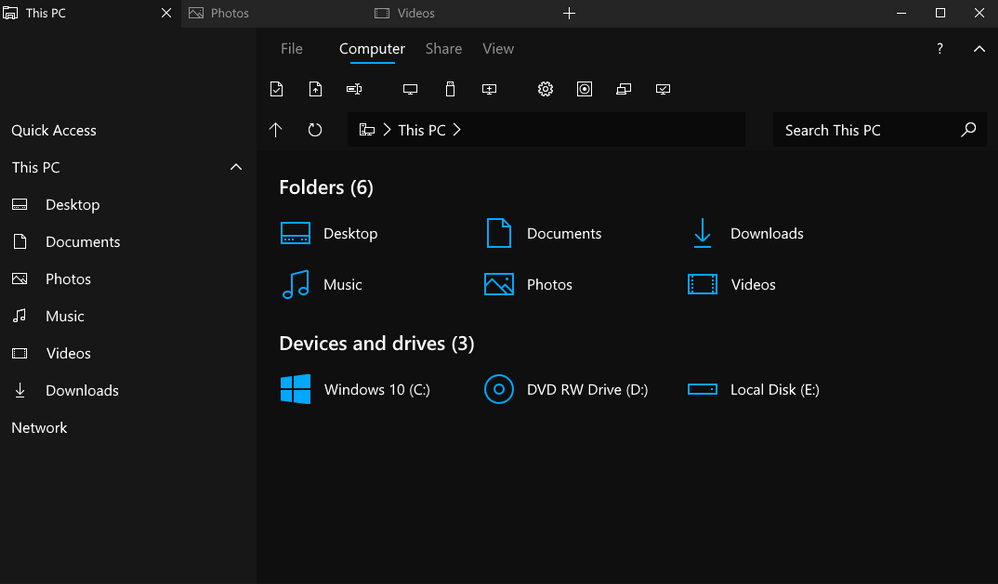 This PC
Photos
Videos
File Computer Share View ?
This PC
Search This PC
Quick Access
This PC
Desktop
Documents
Photos
Music
Videos
Downloads
Network
Folders (6)
Desktop Documents Downloads
Music Photos Videos
Devices and drives (3)
Windows 10 (C:) DVD RW Drive (D:) Local Disk (E:)